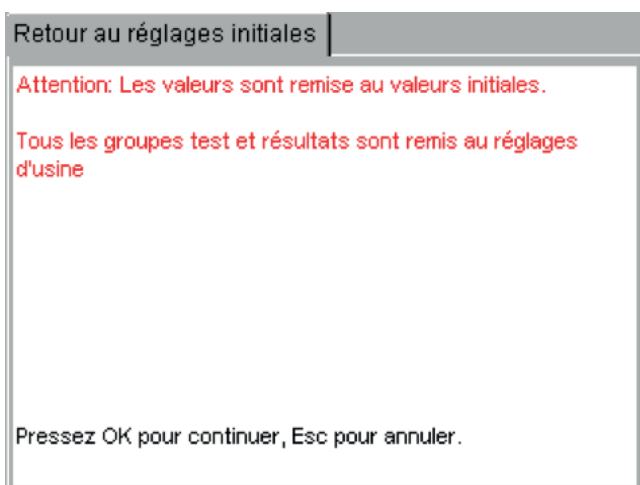 Retour au réglages initiales
Attention: Les valeurs sont remise au valeurs initiales.
Tous les groupes test et résultats sont remis au réglages
d'usine
Pressez OK pour continuer, Esc pour annuler.